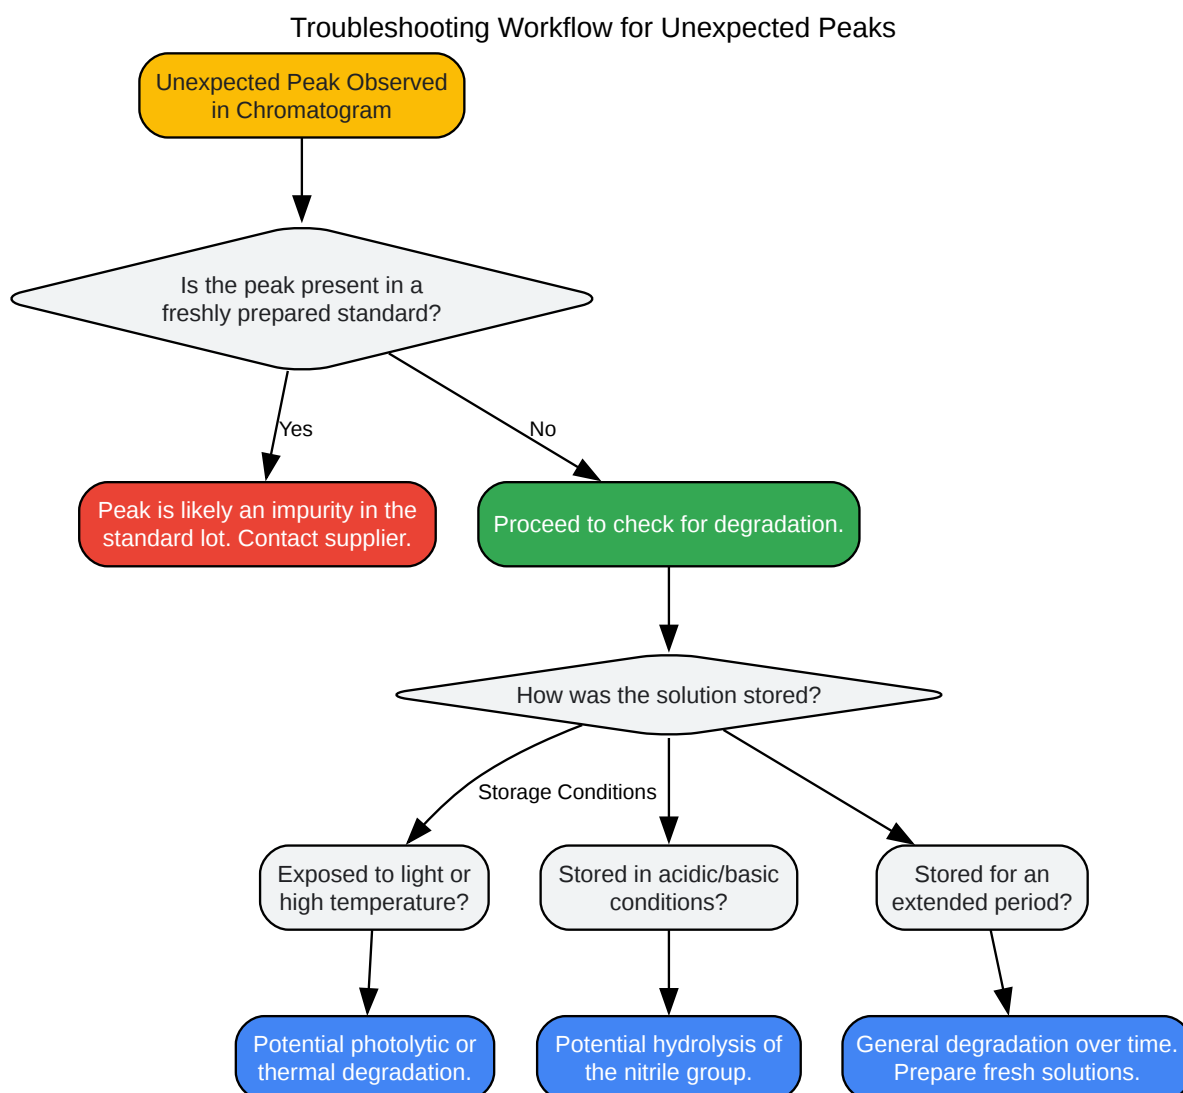 Troubleshooting Workflow for Unexpected Peaks
Unexpected Peak Observed
in Chromatogram
Is the peak present in a
freshly prepared standard?
Yes
No
Peak is likely an impurity in the
standard lot. Contact supplier.
Proceed to check for degradation.
How was the solution stored?
Storage Conditions
Exposed to light or
high temperature?
Stored in acidic/basic
conditions?
Stored for an
extended period?
Potential photolytic or
thermal degradation.
Potential hydrolysis of
the nitrile group.
General degradation over time.
Prepare fresh solutions.